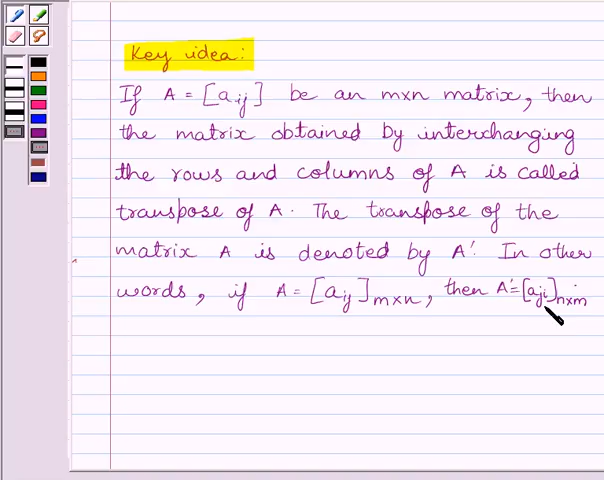 Key idea:
If A = [aij] be an m×n matrix, then
the matrix obtained by interchanging
the rows and columns of A is called
transpose of A. The transpose of the
matrix A is denoted by A'. In other
words, if A = [aij]m×n, then A'=[aji]n×m